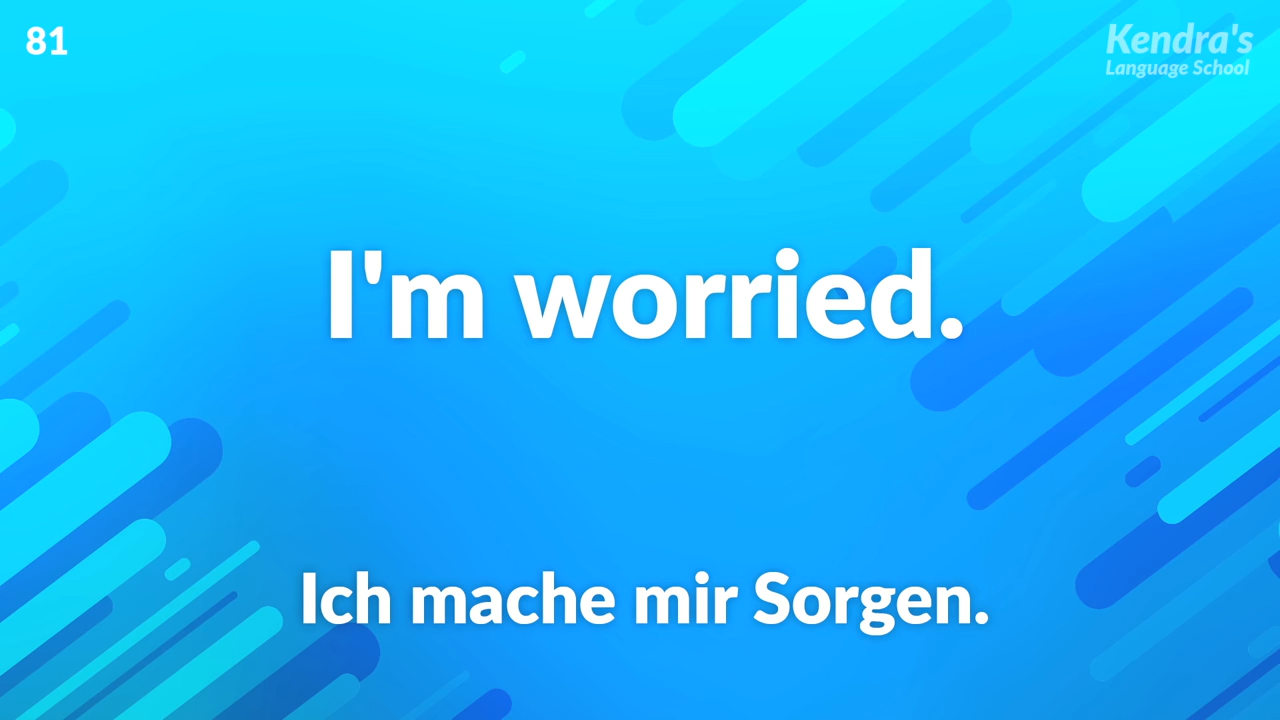 81
Kendra's
Language School
I'm worried.
Ich mache mir Sorgen.